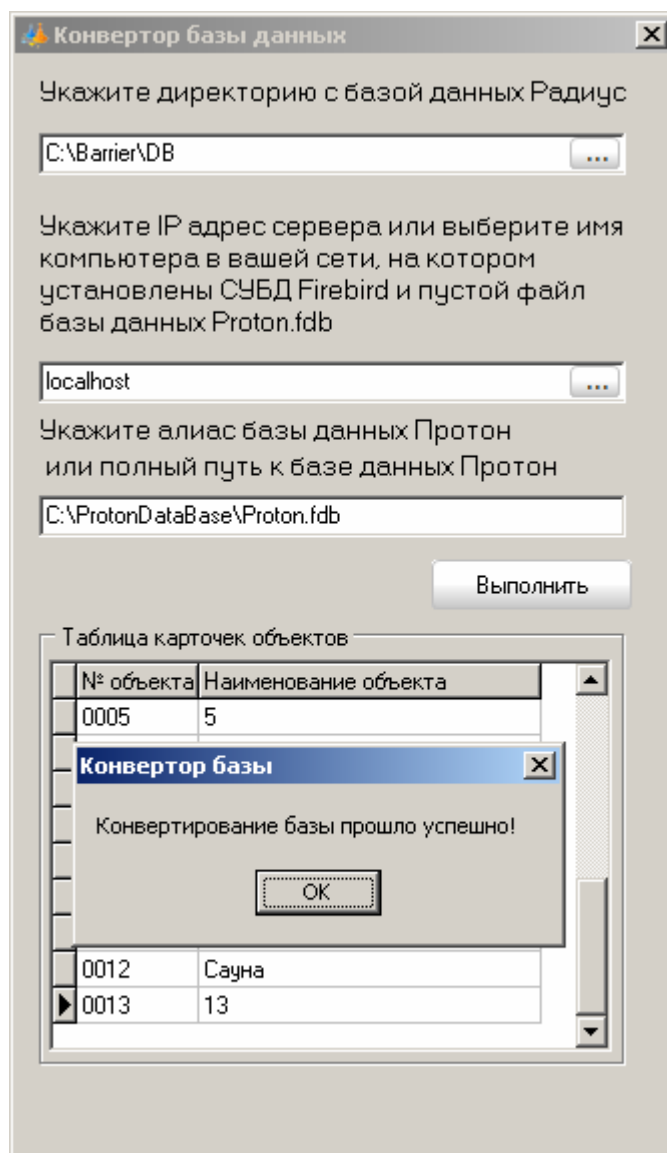 Конвертор базы данных
Укажите директорию с базой данных Радиус
C:\Barrier\DB
...
Укажите IP адрес сервера или выберите имя
компьютера в вашей сети, на котором
установлены СУБД Firebird и пустой файл
базы данных Proton.fdb
localhost
...
Укажите алиас базы данных Протон
или полный путь к базе данных Протон
C:\ProtonDataBase\Proton.fdb
Выполнить
Таблица карточек объектов
№ объекта Наименование объекта
0005 5
Конвертор базы
Конвертирование базы прошло успешно!
OK
0012 Сауна
0013 13